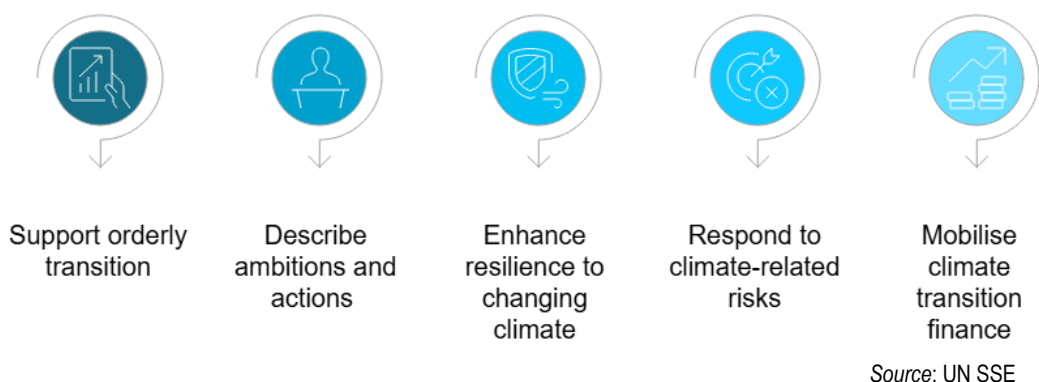 Support orderly
transition
Describe
ambitions and
actions
Enhance
resilience to
changing
climate
Respond to
climate-related
risks
Mobilise
climate
transition
finance
Source: UN SSE